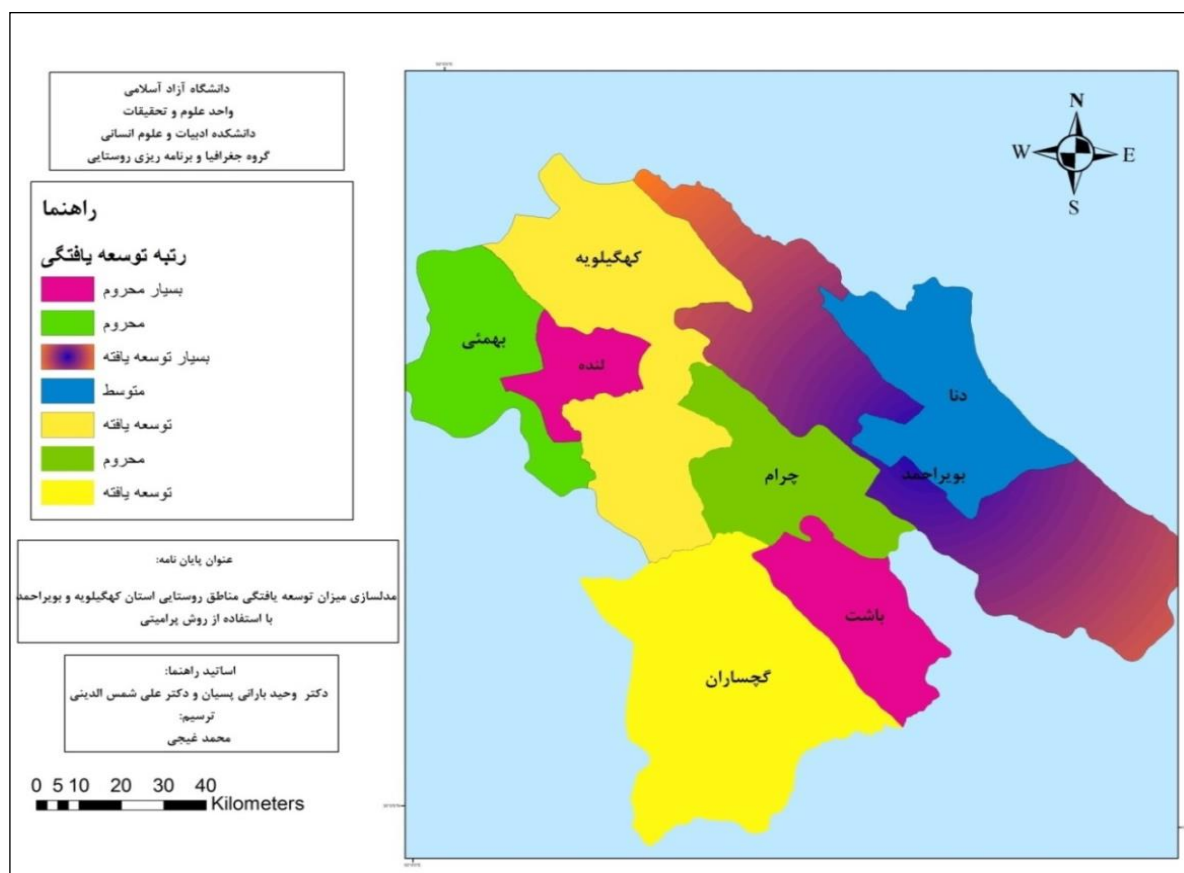 دانشگاه آزاد آسلامی
واحد علوم و تحقیقات
دانشکده ادبیات و علوم انسانی
گروه جغرافیا و برنامه ریزی روستایی
راهنما
رتبه توسعه یافتگی
بسیار محروم
محروم
بسیار توسعه یافته
متوسط
توسعه یافته
محروم
توسعه یافته
عنوان پایان نامه:
مدلسازی میزان توسعه یافتگی مناطق روستایی استان کهگیلویه و بویراحمد
با استفاده از روش پرامیتی
اساتید راهنما:
دکتر وحید بارانی پسیان و دکتر علی شمس الدینی
ترسیم:
محمد غیجی
0 5 10 20 30 40
Kilometers
N
W E
S
کهگیلویه
بهمئی
لنده
دنا
چرام
بویراحمد
باشت
گچساران